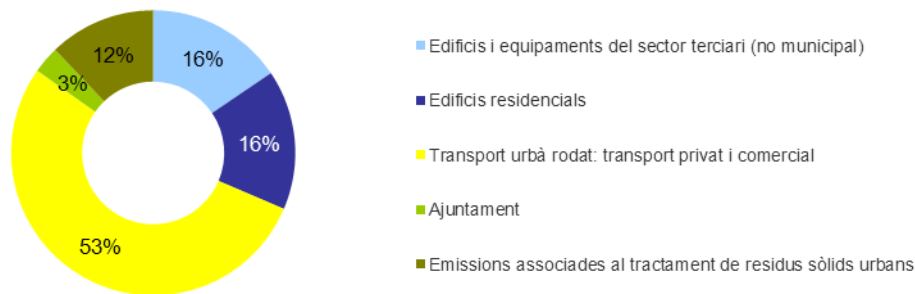 12%
16%
3%
16%
53%
Edificis i equipaments del sector terciari (no municipal)
Edificis residencials
Transport urbà rodat: transport privat i comercial
Ajuntament
Emissions associades al tractament de residus sòlids urbans